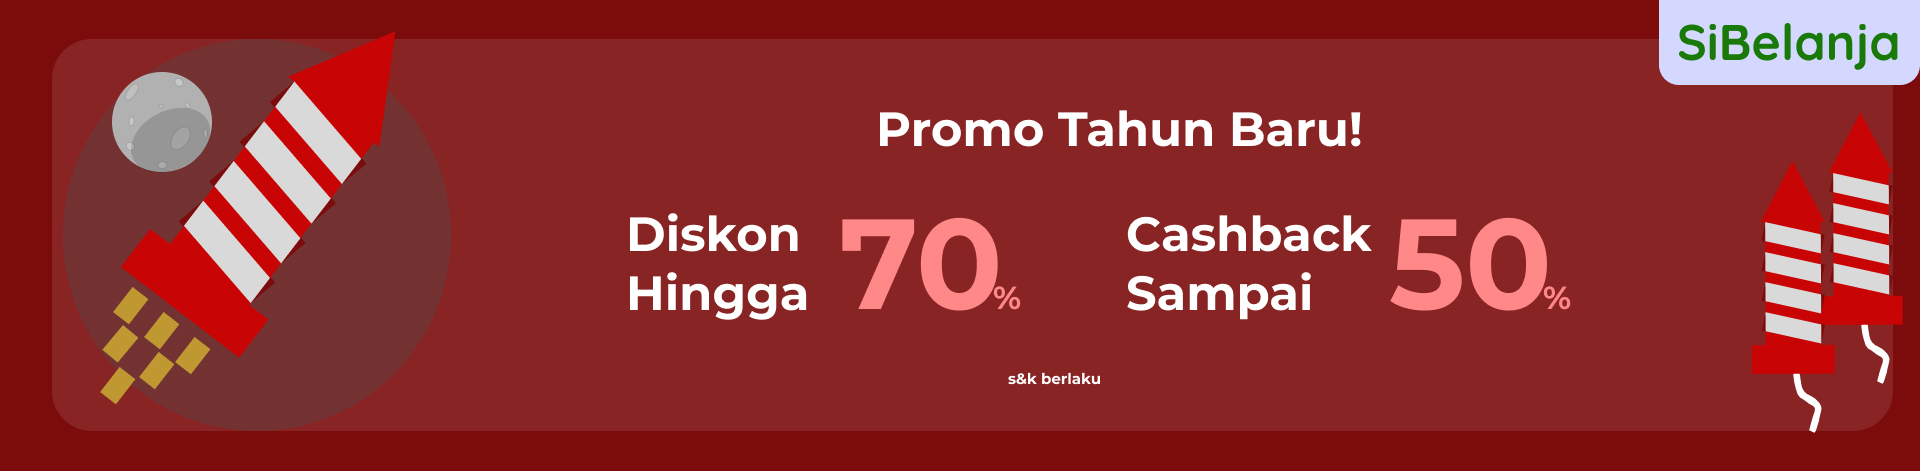 SiBelanja
Promo Tahun Baru!
Diskon
Hingga
70%
Cashback
Sampai
50%
s&k berlaku